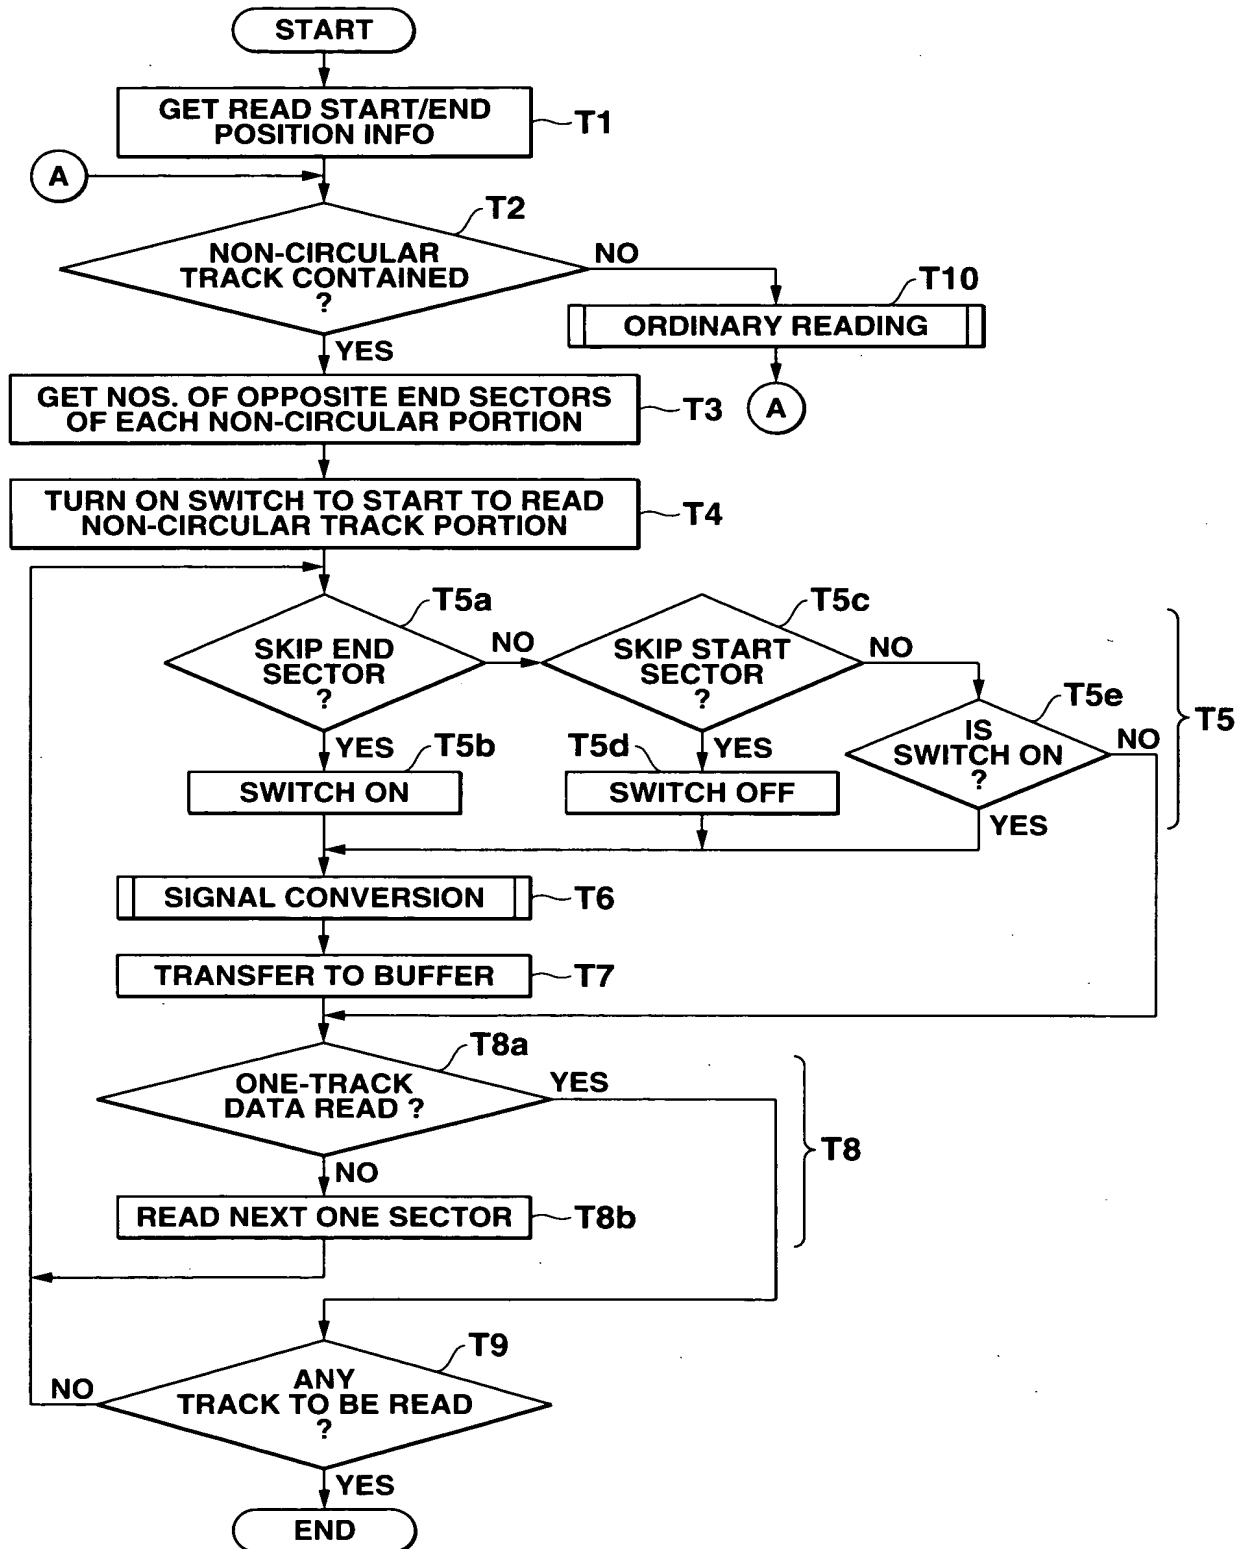 START
GET READ START/END
POSITION INFO
T1
A
T2
NON-CIRCULAR
TRACK CONTAINED
?
NO
T10
ORDINARY READING
YES
A
GET NOS. OF OPPOSITE END SECTORS
OF EACH NON-CIRCULAR PORTION
T3
TURN ON SWITCH TO START TO READ
NON-CIRCULAR TRACK PORTION
T4
T5a
SKIP END
SECTOR
?
NO
T5c
SKIP START
SECTOR
?
NO
T5e
IS
SWITCH ON
?
NO
T5
YES
T5b
SWITCH ON
T5d
YES
SWITCH OFF
YES
SIGNAL CONVERSION
T6
TRANSFER TO BUFFER
T7
T8a
ONE-TRACK
DATA READ ?
YES
T8
NO
READ NEXT ONE SECTOR
T8b
T9
ANY
TRACK TO BE READ
?
NO
YES
END